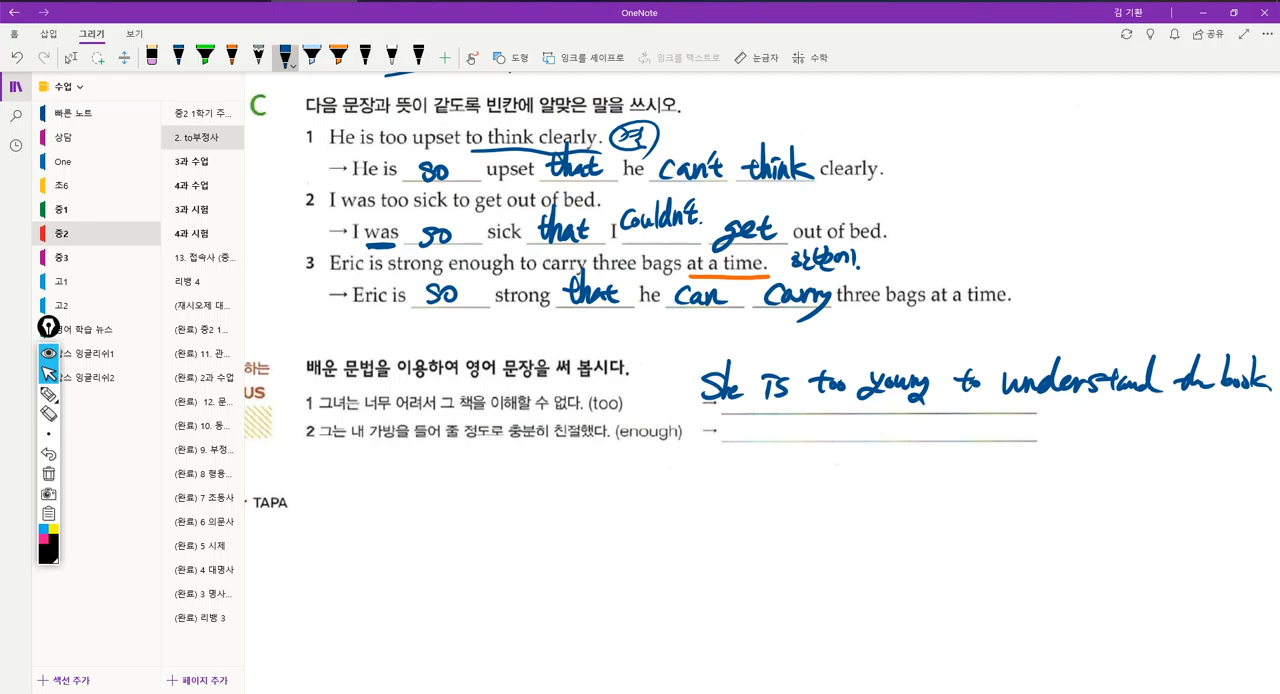 OneNote
김 기환
홈 삽입 그리기 보기
공유
도형 잉크를 셰이프로 잉크를 텍스트로 눈금자 수학
수업
빠른 노트
상담
One
초6
중1
중2
중3
고1
고2
영어 학습 뉴스
스 잉글리쉬1
스 잉글리쉬2
섹션 추가
중2 1학기 주...
2. to부정사
3과 수업
4과 수업
3과 시험
4과 시험
13. 접속사 (중...
리뱅 4
(재시오제 대...
(완료) 중2 1...
(완료) 11. 관...
(완료) 2과 수업
(완료) 12. 문...
(완료) 10. 동...
(완료) 9. 부정...
(완료) 8 형용...
(완료) 7 조동사
(완료) 6 의문사
(완료) 5 시제
(완료) 4 대명사
(완료) 3 명사...
(완료) 리뱅 3
페이지 추가
C 다음 문장과 뜻이 같도록 빈칸에 알맞은 말을 쓰시오.
1 He is too upset to think clearly. 결
→ He is so upset that he can't think clearly.
2 I was too sick to get out of bed.
→ I was so sick that I couldn't get out of bed.
3 Eric is strong enough to carry three bags at a time. 한번에.
→ Eric is so strong that he can carry three bags at a time.
하는 배운 문법을 이용하여 영어 문장을 써 봅시다.
US
1 그녀는 너무 어려서 그 책을 이해할 수 없다. (too) → She is too young to understand the book
2 그는 내 가방을 들어 줄 정도로 충분히 친절했다. (enough) →
TAPA